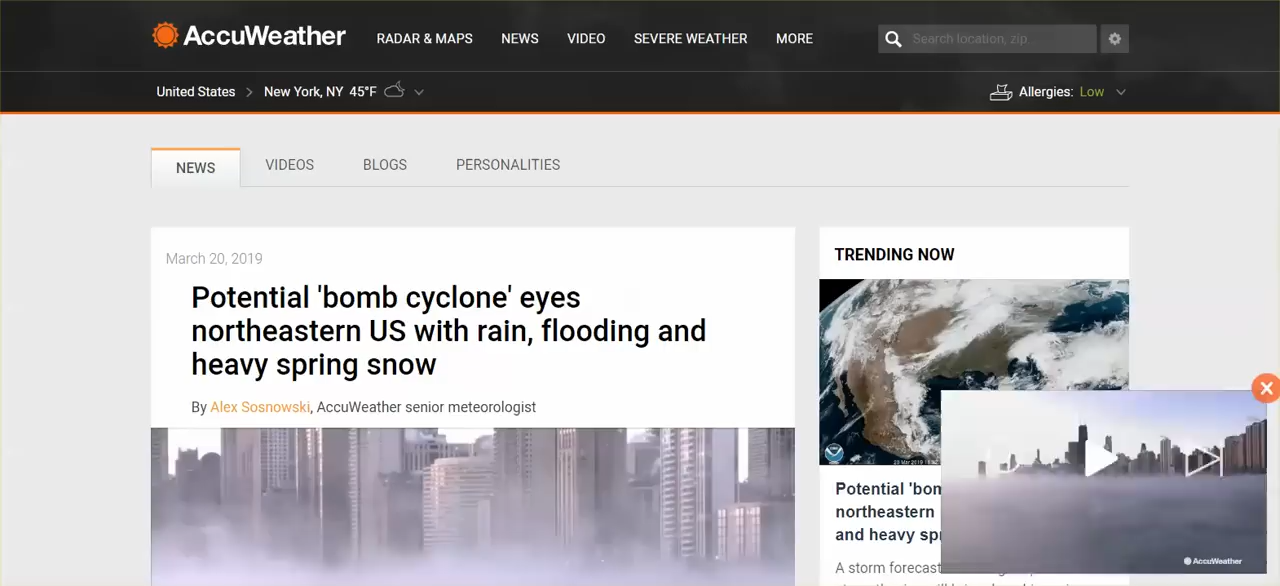 AccuWeather
RADAR & MAPS
NEWS
VIDEO
SEVERE WEATHER
MORE
Search location, zip
United States > New York, NY 45°F
Allergies: Low
NEWS
VIDEOS
BLOGS
PERSONALITIES
March 20, 2019
Potential 'bomb cyclone' eyes
northeastern US with rain, flooding and
heavy spring snow
By Alex Sosnowski, AccuWeather senior meteorologist
TRENDING NOW
Potential 'bom
northeastern
and heavy spr
A storm forecast
AccuWeather